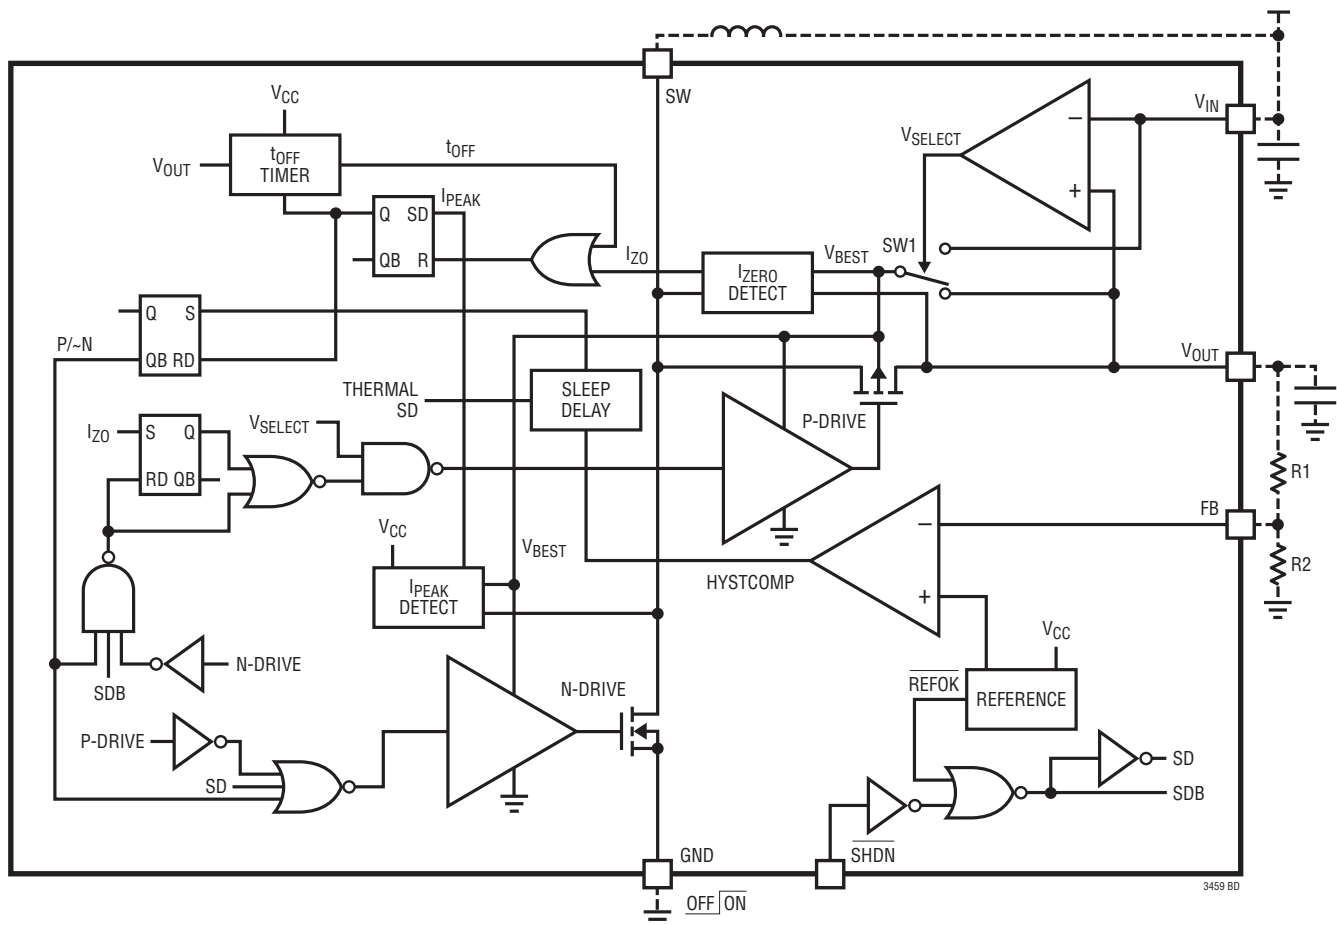 SW
VCC
VIN
VSELECT
−
VOUT
tOFF
TIMER
tOFF
+
Q
SD
IPEAK
QB
R
IZO
IZERO
DETECT
VBEST
SW1
Q
S
QB RD
P/~N
VOUT
THERMAL
SD
SLEEP
DELAY
P-DRIVE
IZO
S
Q
RD QB
VSELECT
R1
VCC
VBEST
−
FB
IPEAK
DETECT
HYSTCOMP
R2
+
VCC
N-DRIVE
SDB
N-DRIVE
REFOK
REFERENCE
P-DRIVE
SD
SD
SDB
GND
SHDN
OFF ON
3459 BD